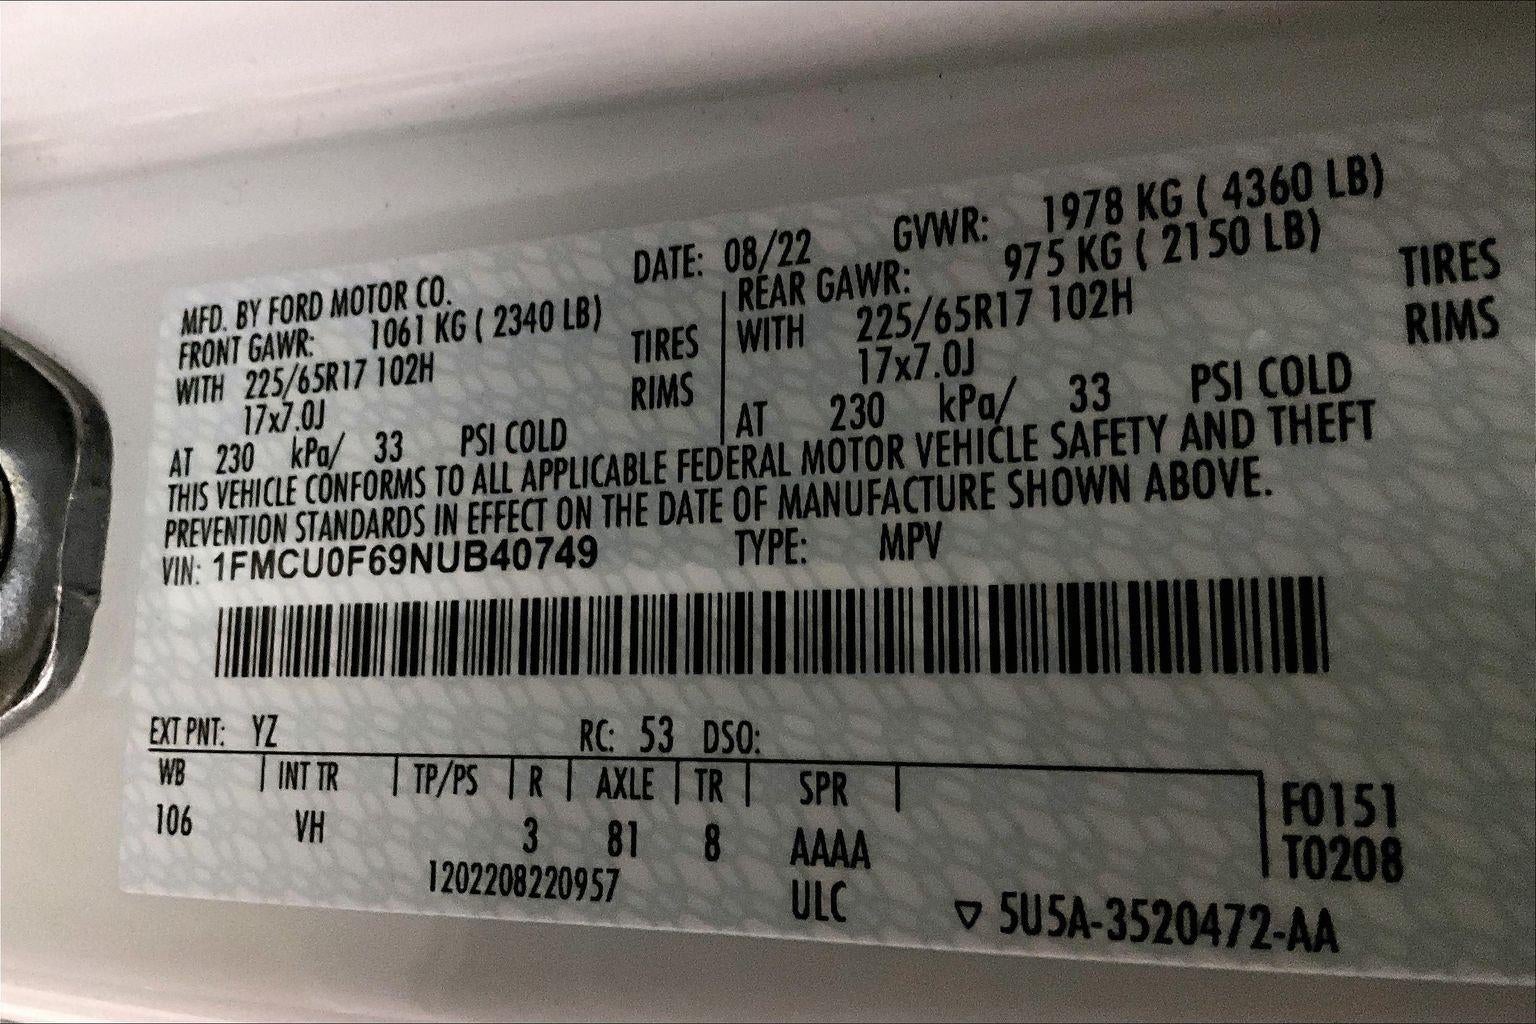 MFD. BY FORD MOTOR CO. DATE: 08/22 GVWR: 1978 KG ( 4360 LB)
FRONT GAWR: 1061 KG ( 2340 LB) REAR GAWR: 975 KG ( 2150 LB)
WITH 225/65R17 102H TIRES WITH 225/65R17 102H TIRES
17x7.0J RIMS 17x7.0J RIMS
AT 230 kPa/ 33 PSI COLD AT 230 kPa/ 33 PSI COLD
THIS VEHICLE CONFORMS TO ALL APPLICABLE FEDERAL MOTOR VEHICLE SAFETY AND THEFT
PREVENTION STANDARDS IN EFFECT ON THE DATE OF MANUFACTURE SHOWN ABOVE.
VIN: 1FMCU0F69NUB40749 TYPE: MPV
EXT PNT: YZ RC: 53 DSO:
WB INT TR TP/PS R AXLE TR SPR F0151
106 VH 3 81 8 AAAA T0208
1202208220957 ULC ▽ 5U5A-3520472-AA